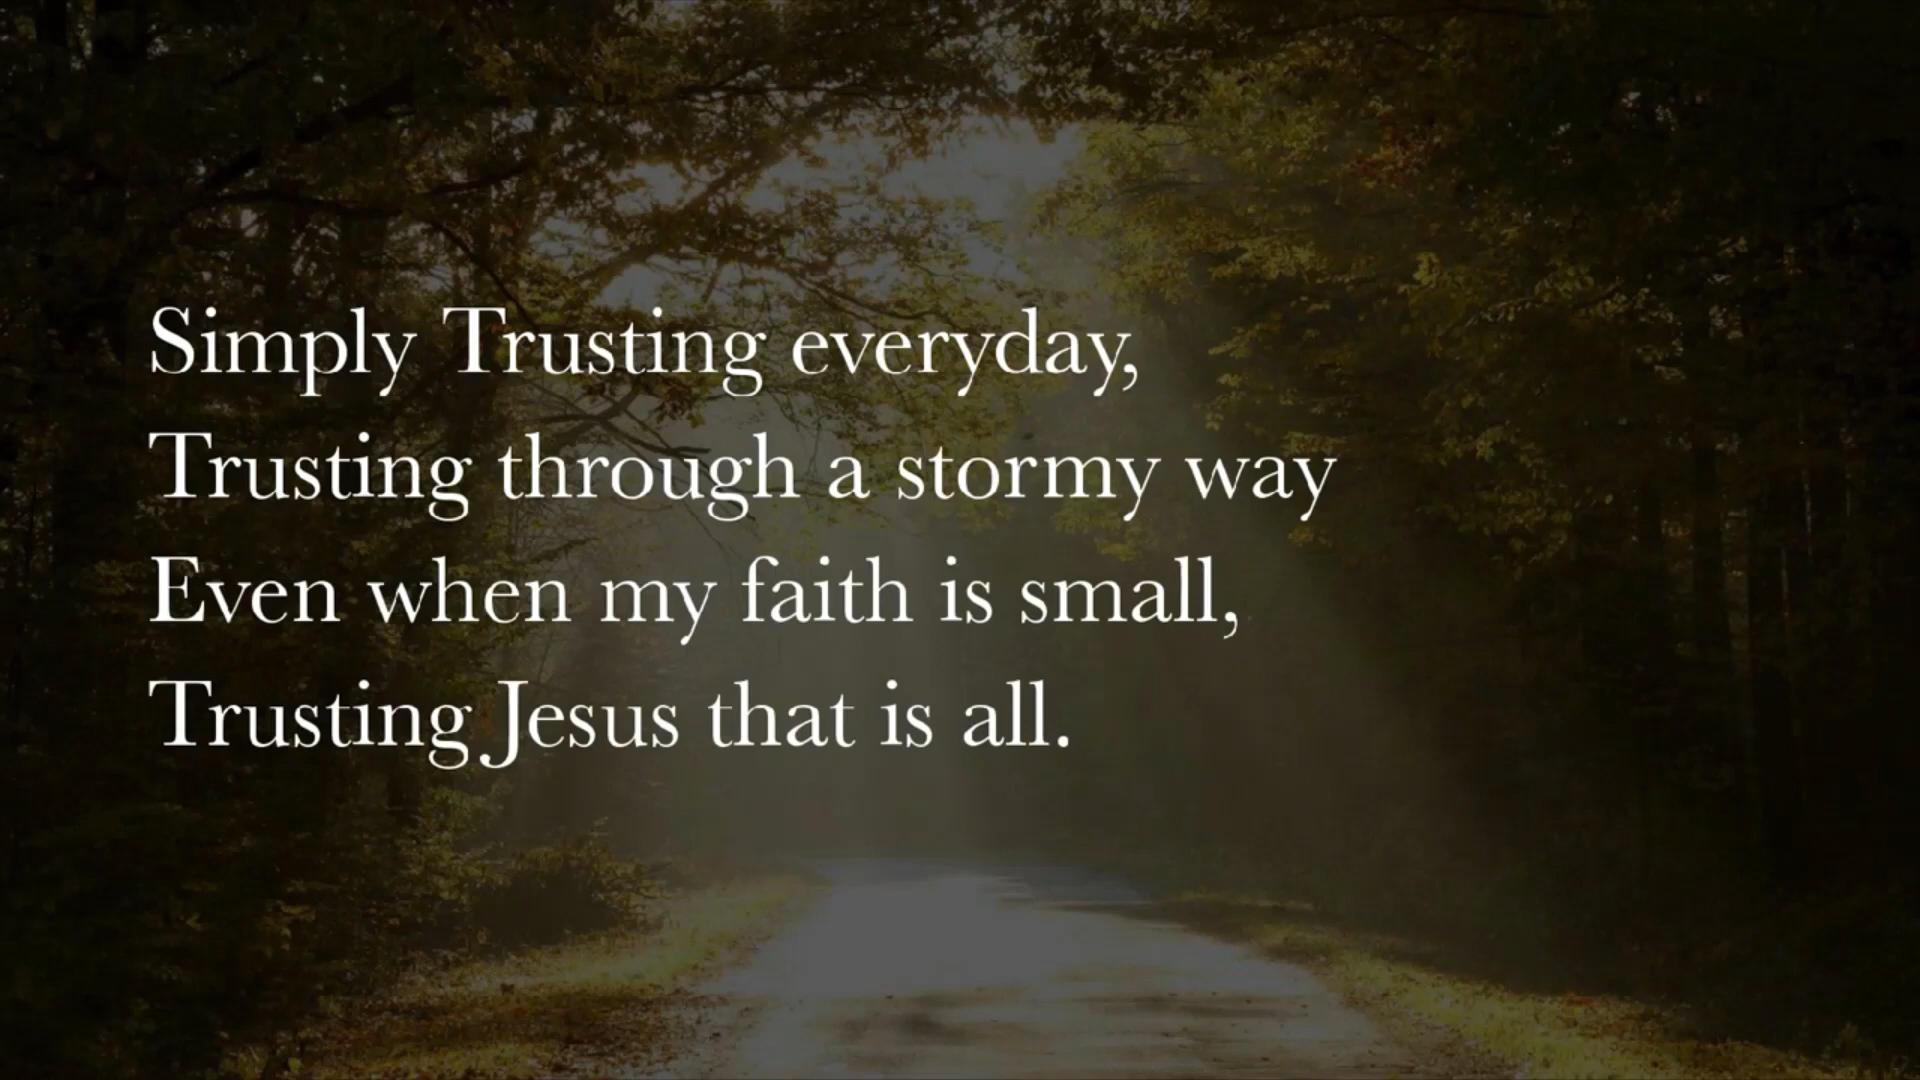 Simply Trusting everyday,
Trusting through a stormy way
Even when my faith is small,
Trusting Jesus that is all.